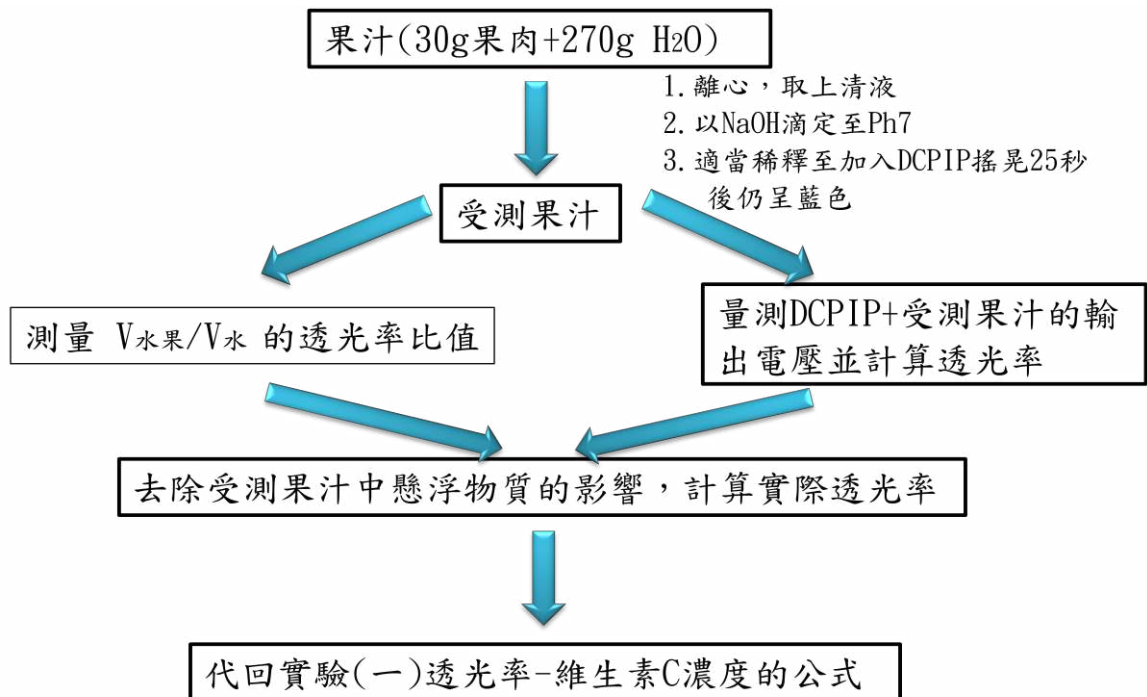 果汁(30g果肉+270g H2O)
1. 離心，取上清液
2. 以NaOH滴定至Ph7
3. 適當稀釋至加入DCPIP搖晃25秒
後仍呈藍色
受測果汁
測量 V水果/V水 的透光率比值
量測DCPIP+受測果汁的輸
出電壓並計算透光率
去除受測果汁中懸浮物質的影響，計算實際透光率
代回實驗(一)透光率-維生素C濃度的公式